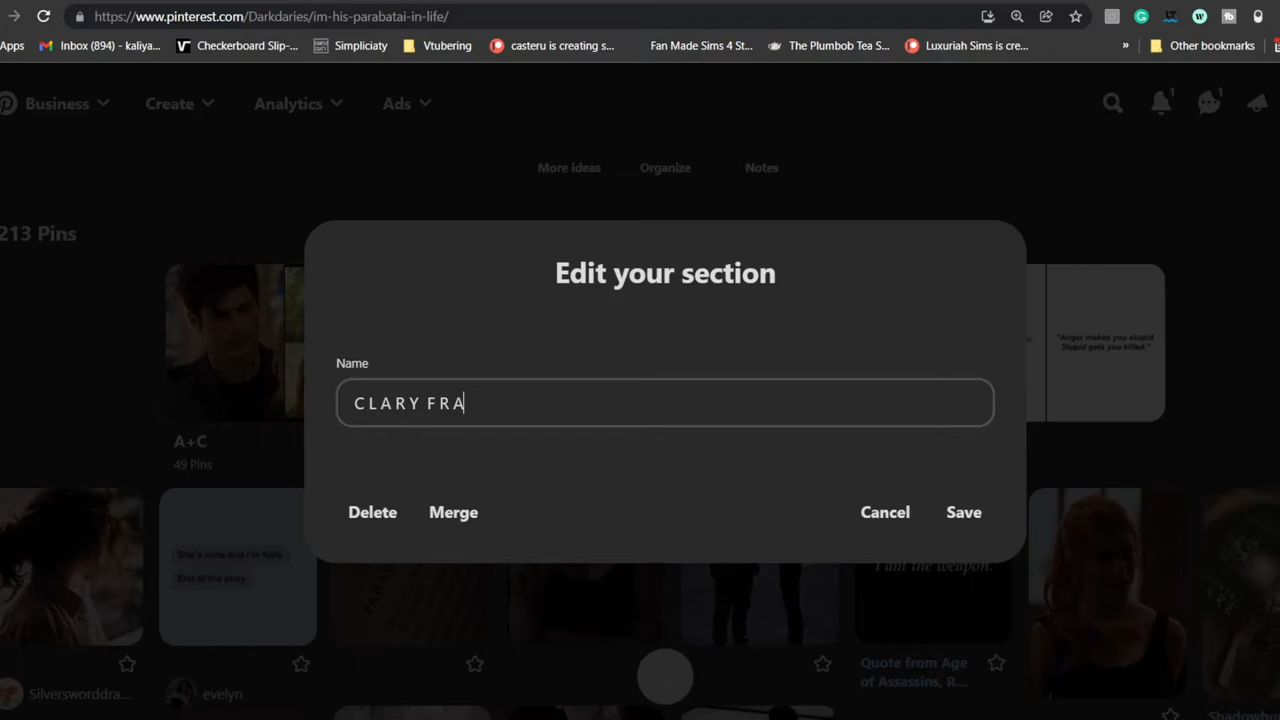 https://www.pinterest.com/Darkdaries/im-his-parabatai-in-life/
Apps
Inbox (894) - kaliya...
Checkerboard Slip-...
Simpliciaty
Vtubering
casteru is creating s...
Fan Made Sims 4 St...
The Plumbob Tea S...
Luxuriah Sims is cre...
»
Other bookmarks
Business
Create
Analytics
Ads
1
1
More ideas
Organize
Notes
213 Pins
Edit your section
"Anger makes you stupid
Stupid gets you killed."
Name
C L A R Y F R A
A+C
49 Pins
Delete
Merge
Cancel
Save
She's mine and I'm hers.
End of the story.
I am the weapon.
Silversworddra...
evelyn
Quote from Age
of Assassins, R...
Shadowhu